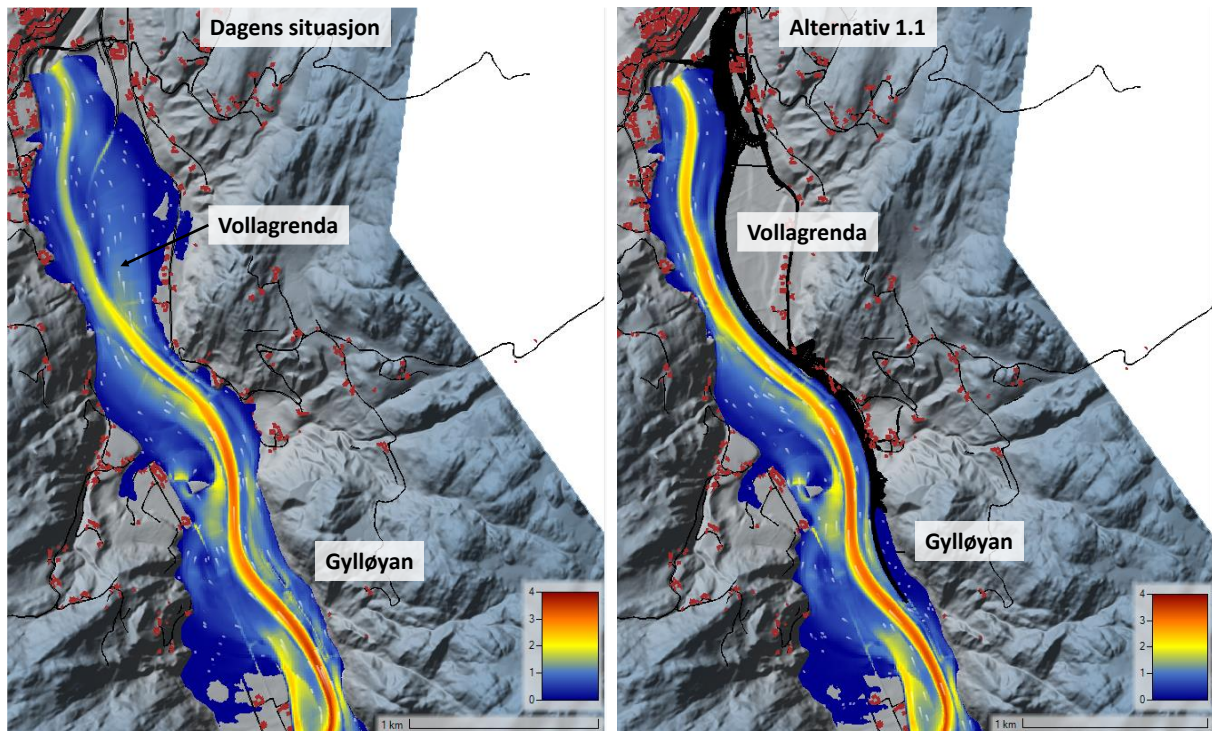 Dagens situasjon
Vollagrenda
Gylløyan
4
3
2
1
0
1 km
Alternativ 1.1
Vollagrenda
Gylløyan
4
3
2
1
0
1 km